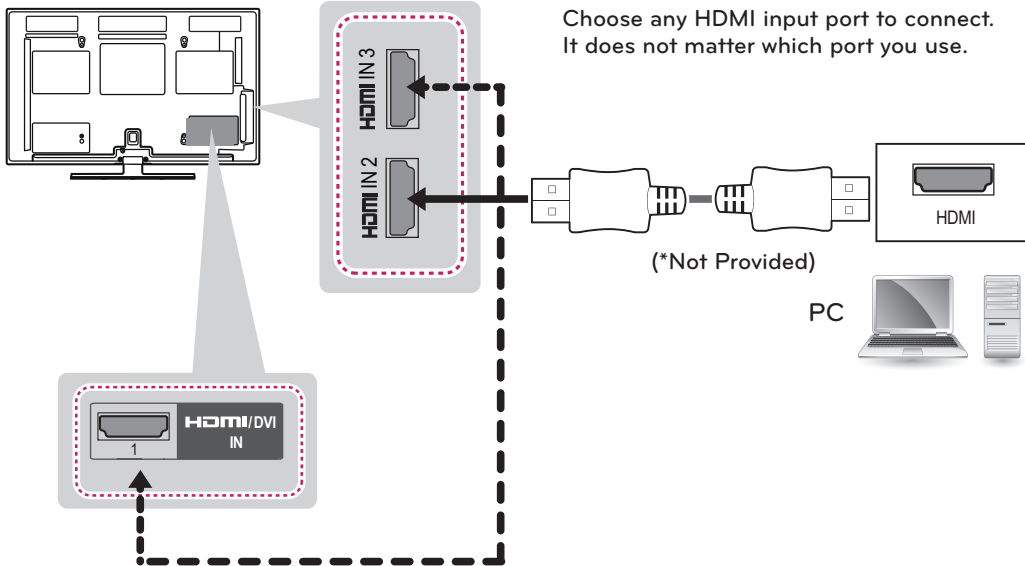 Choose any HDMI input port to connect.
It does not matter which port you use.
HDMI IN 3
HDMI IN 2
HDMI
(*Not Provided)
PC
HDMI/DVI
IN
1